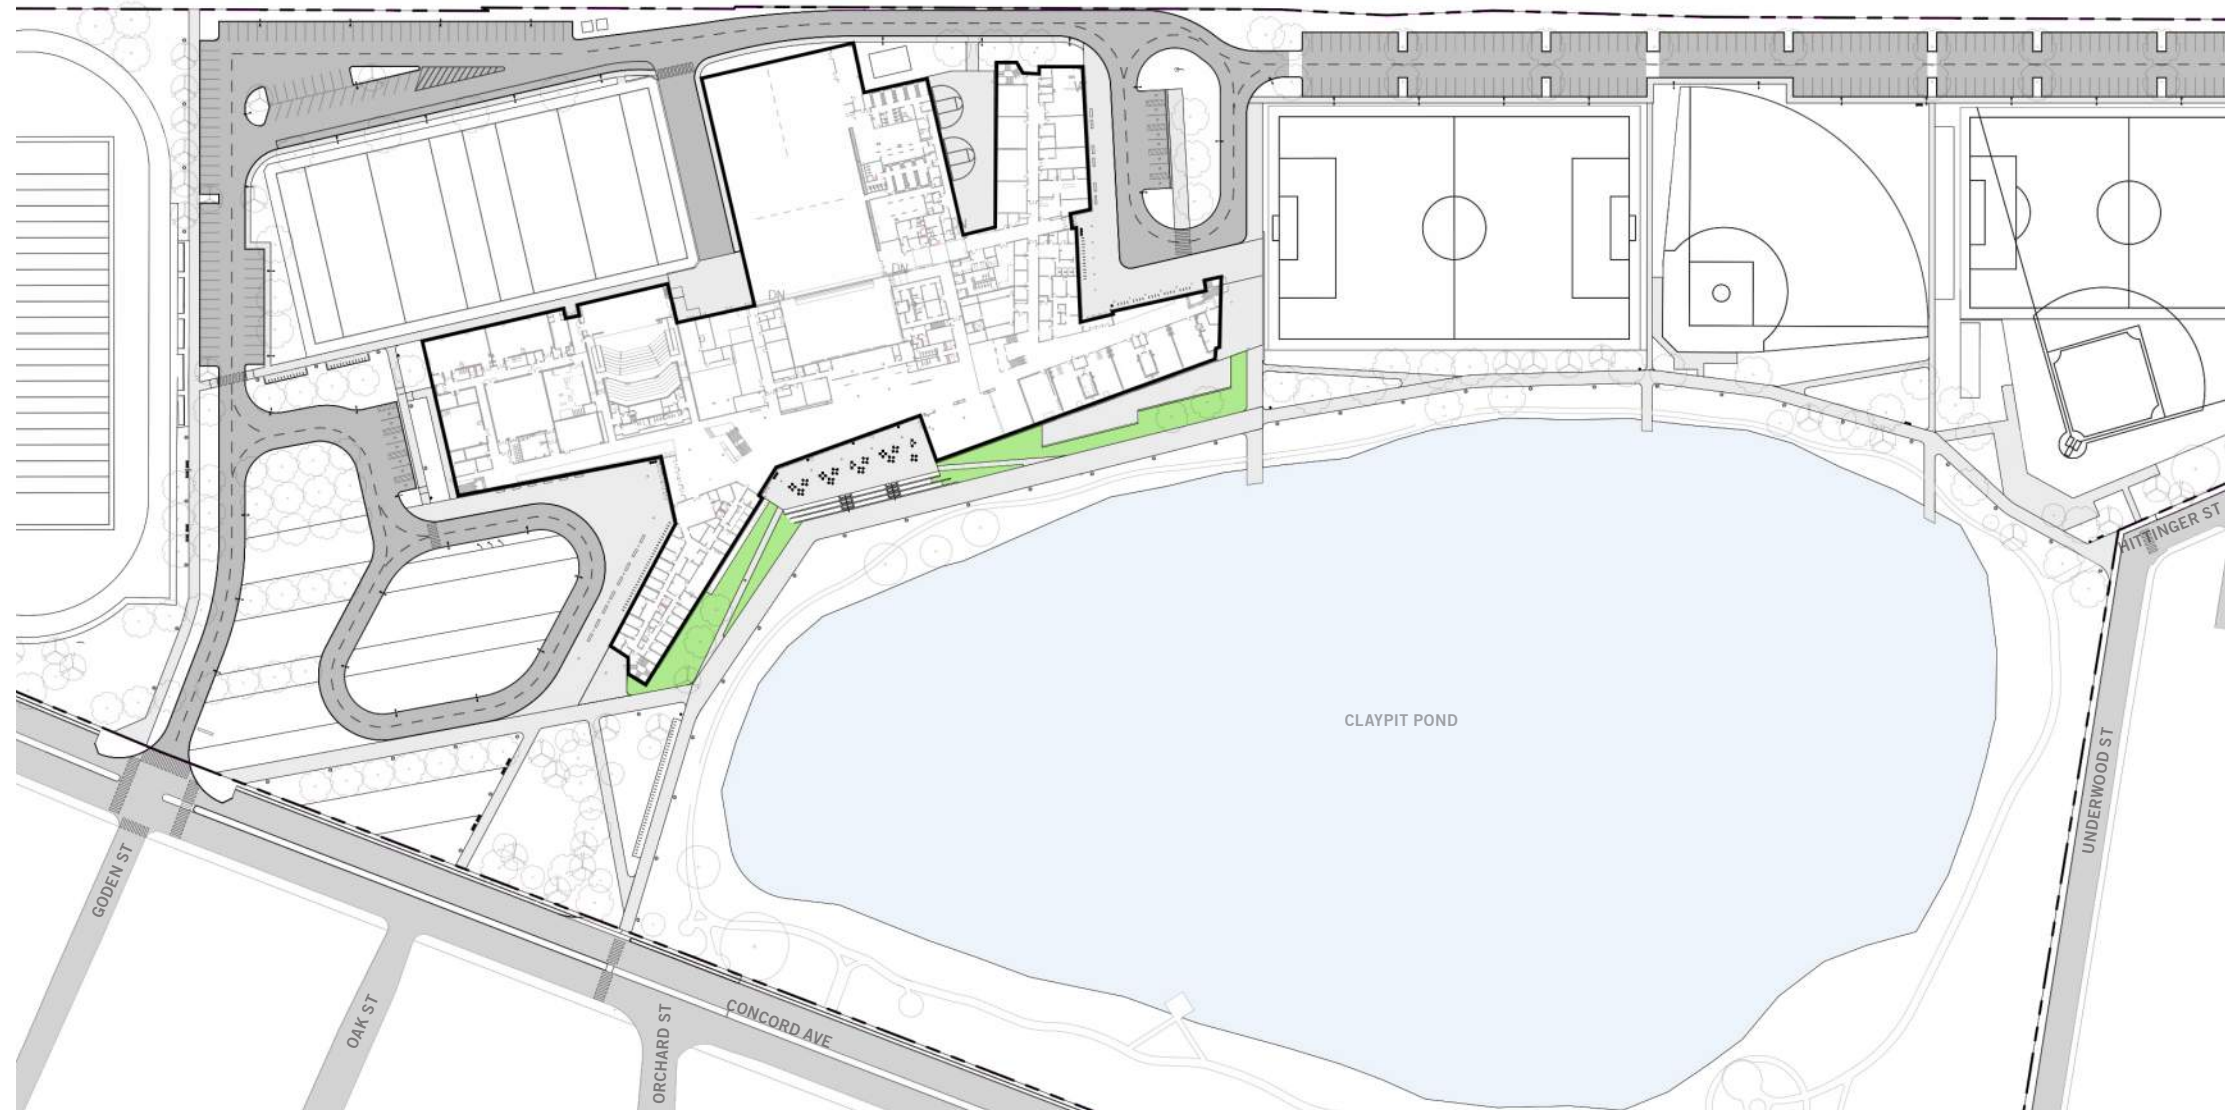 DN
DN
HITTINGER ST
CLAYPIT POND
UNDERWOOD ST
GODEN ST
OAK ST
ORCHARD ST
CONCORD AVE